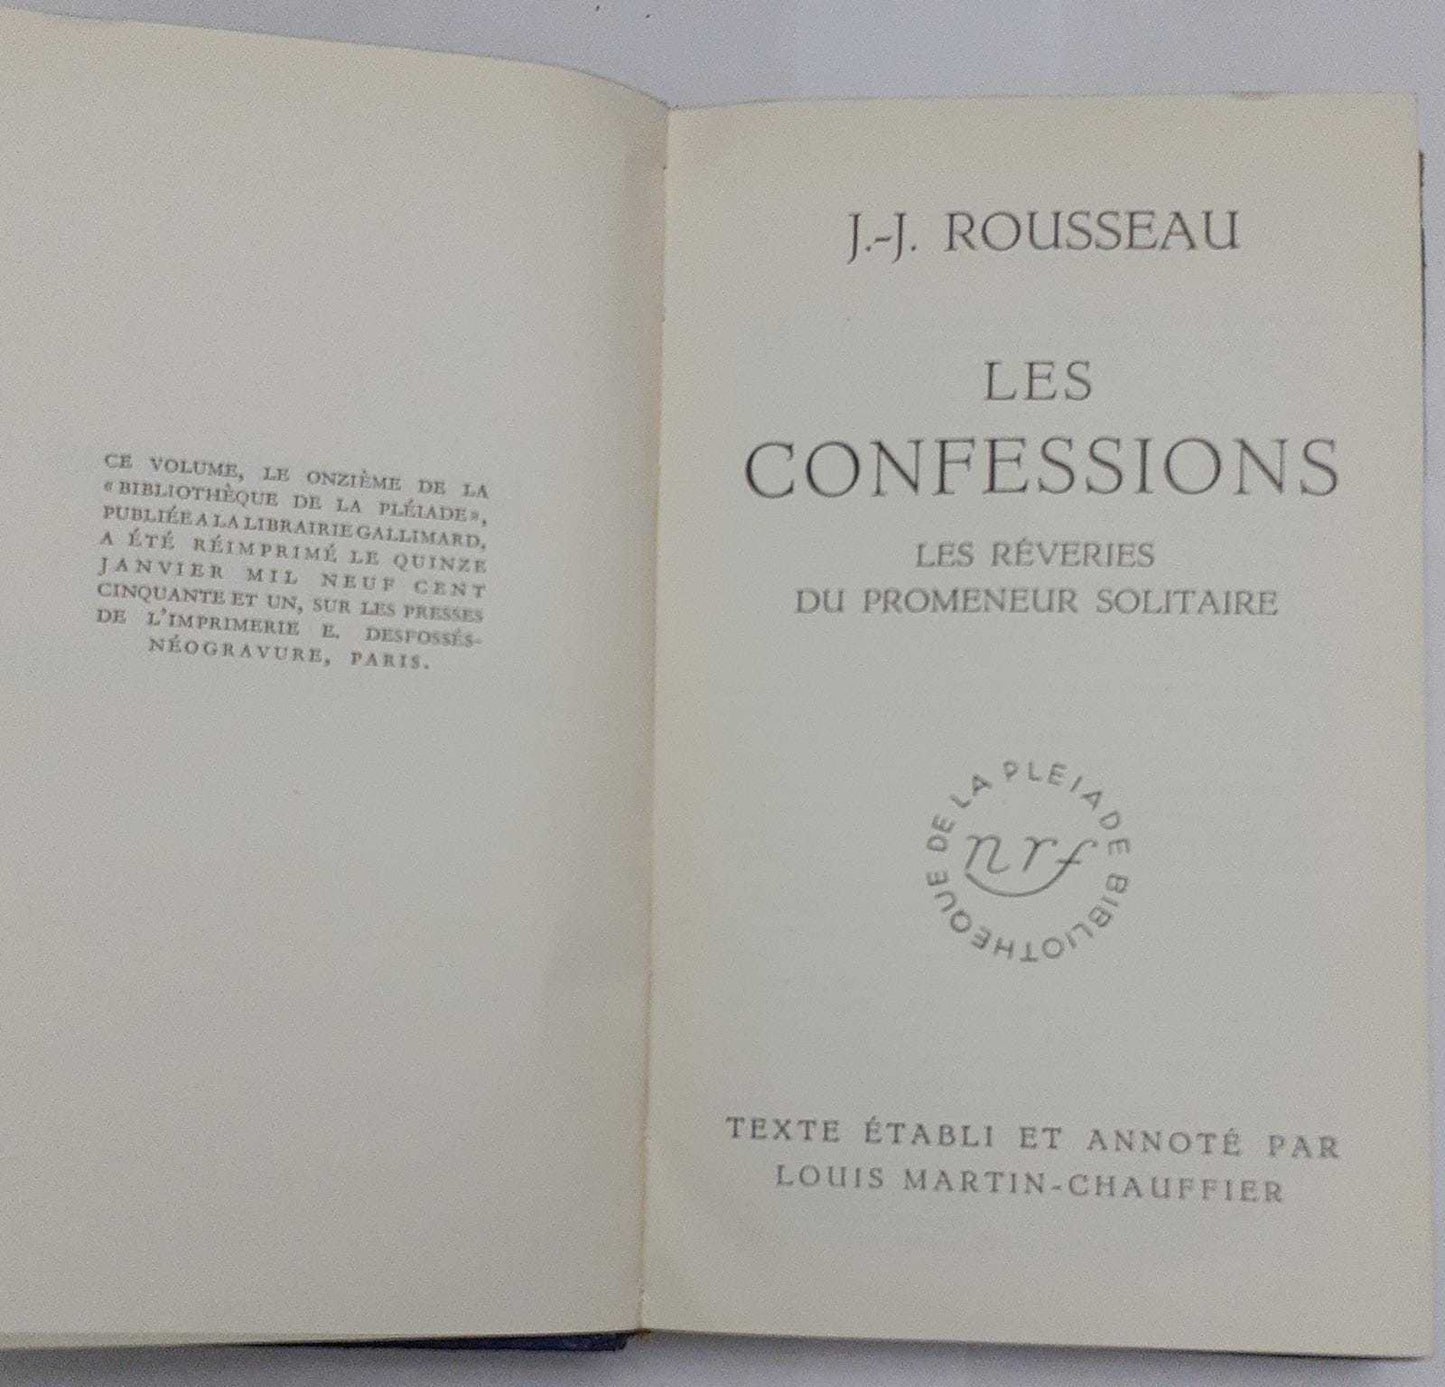 CE VOLUME, LE ONZIÈME DE LA
« BIBLIOTHÈQUE DE LA PLÉIADE»,
PUBLIÉE A LA LIBRAIRIE GALLIMARD,
A ÉTÉ RÉIMPRIMÉ LE QUINZE
JANVIER MIL NEUF CENT
CINQUANTE ET UN, SUR LES PRESSES
DE L'IMPRIMERIE E. DESFOSSÉS-
NÉOGRAVURE, PARIS.
J.-J. ROUSSEAU
LES
CONFESSIONS
LES RÊVERIES
DU PROMENEUR SOLITAIRE
BIBLIOTHEQUE DE LA PLEIADE
nrf
TEXTE ÉTABLI ET ANNOTÉ PAR
LOUIS MARTIN-CHAUFFIER